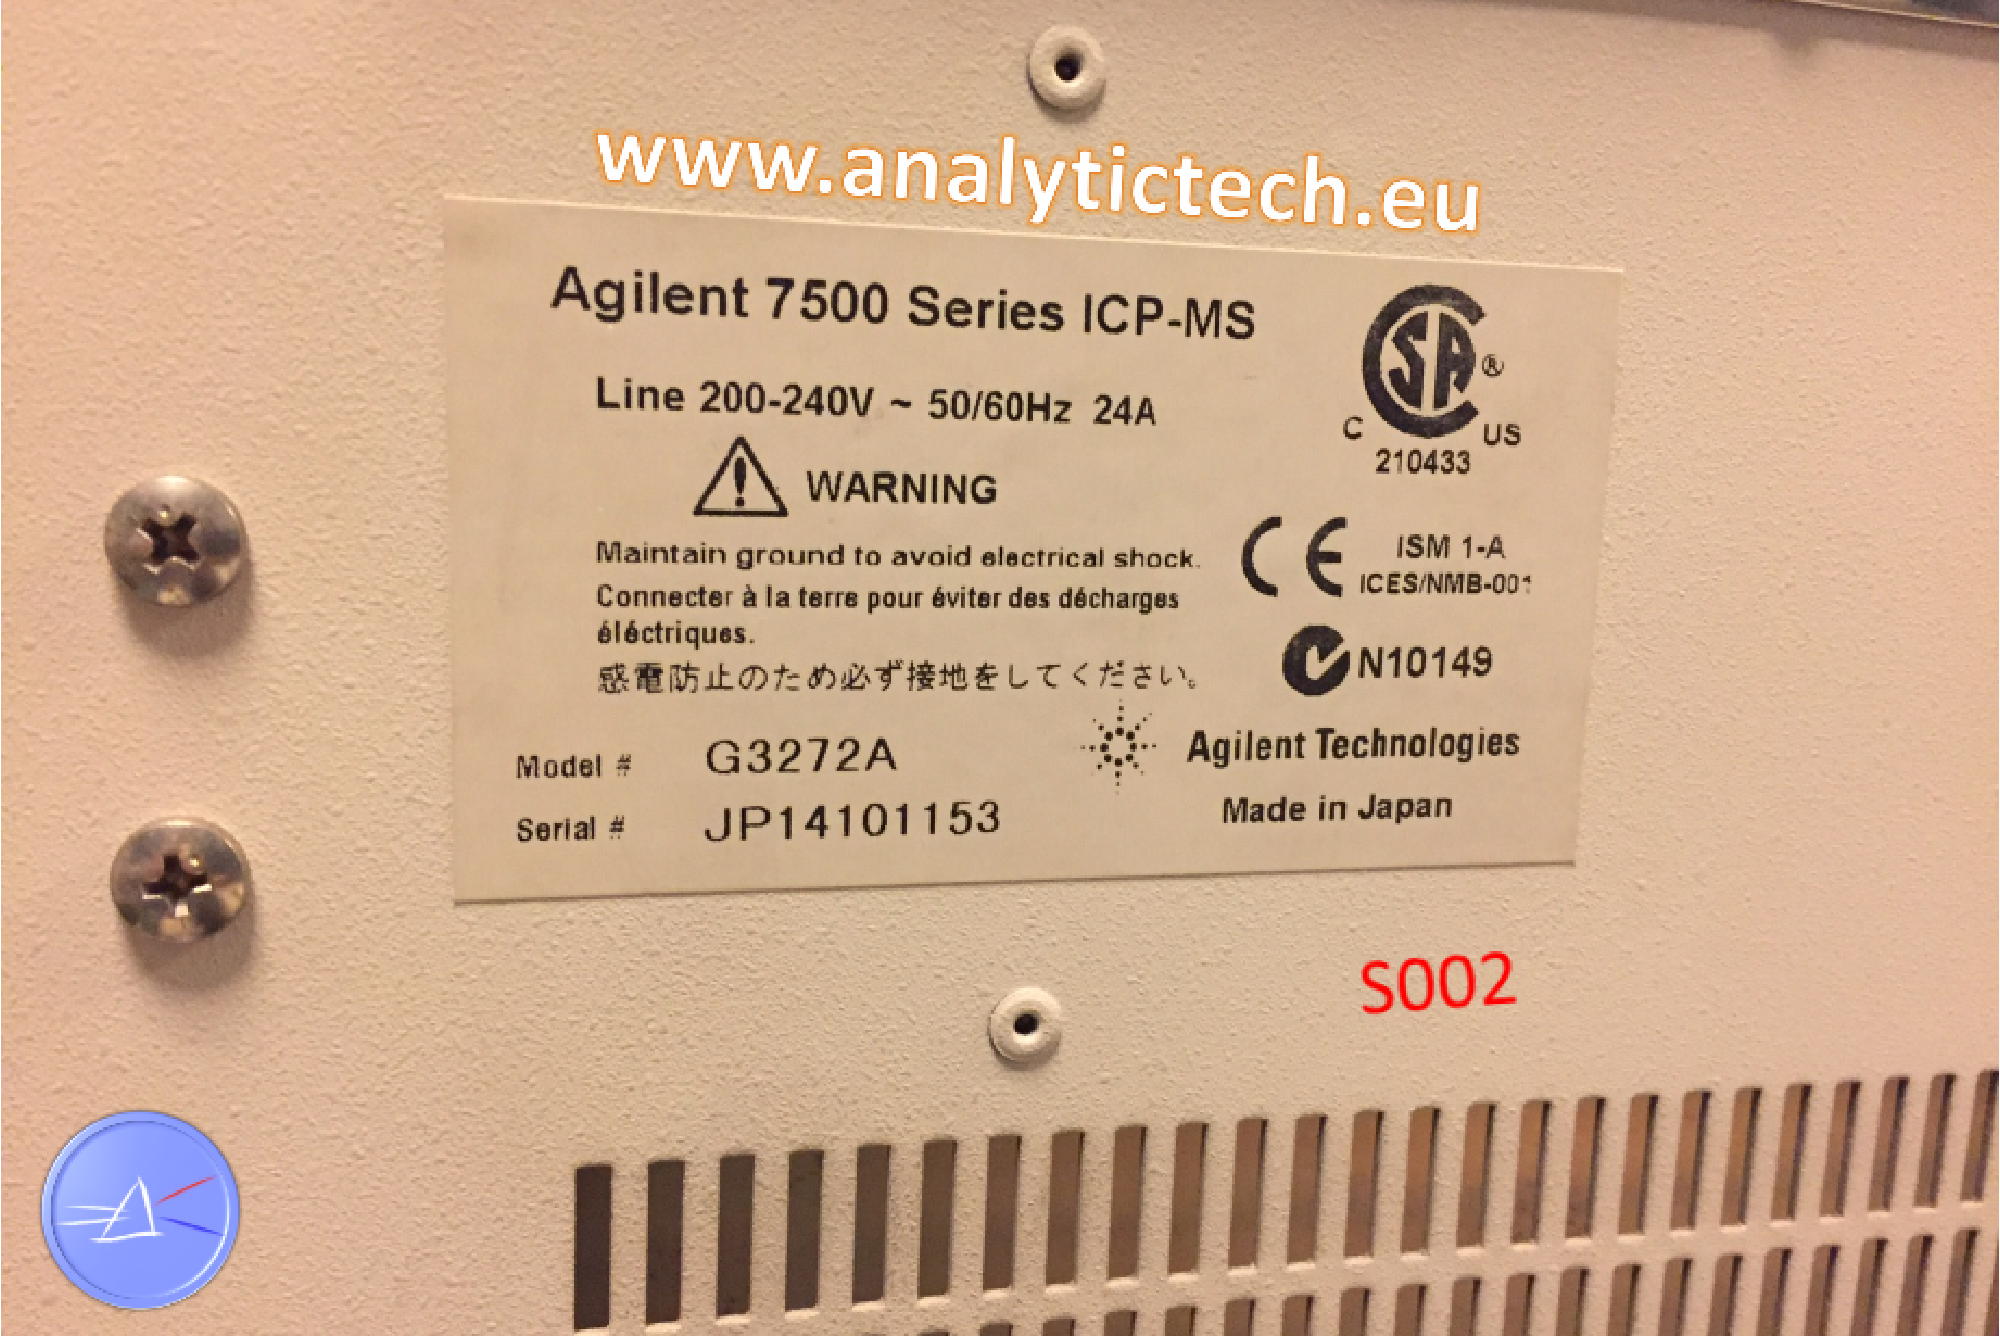 www.analytictech.eu
Agilent 7500 Series ICP-MS
Line 200-240V ~ 50/60Hz 24A
WARNING
Maintain ground to avoid electrical shock.
Connecter à la terre pour éviter des décharges
éléctriques.
感電防止のため必ず接地をしてください。
Model # G3272A
Serial # JP14101153
CSA®
C US
210433
CE ISM 1-A
ICES/NMB-001
N10149
Agilent Technologies
Made in Japan
S002